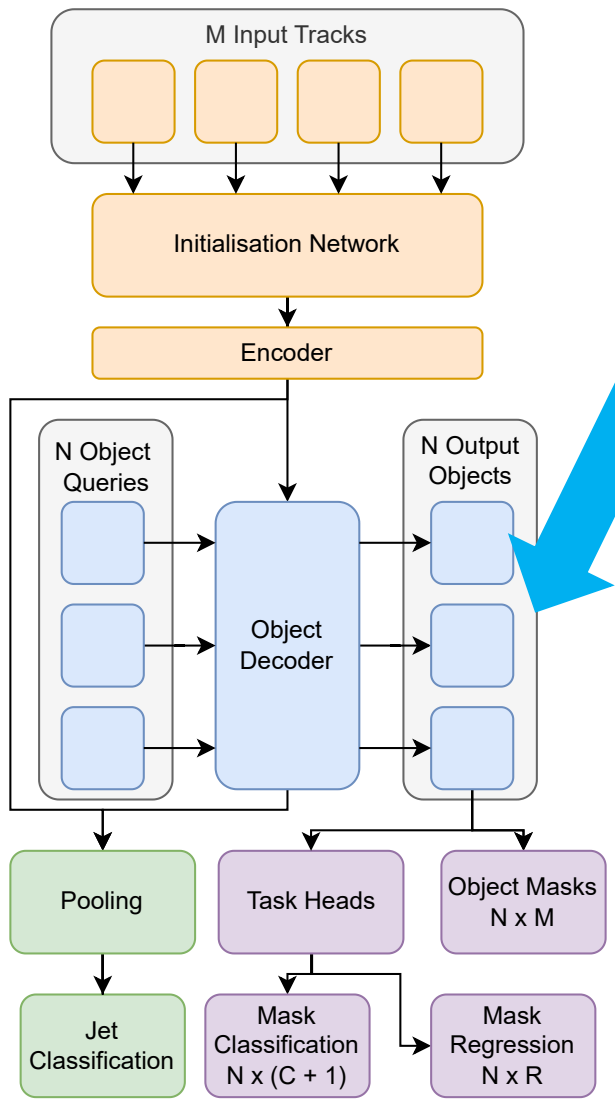 M Input Tracks
Initialisation Network
Encoder
N Object
Queries
N Output
Objects
Object
Decoder
Pooling
Task Heads
Object Masks
N x M
Jet
Classification
Mask
Classification
N x (C + 1)
Mask
Regression
N x R